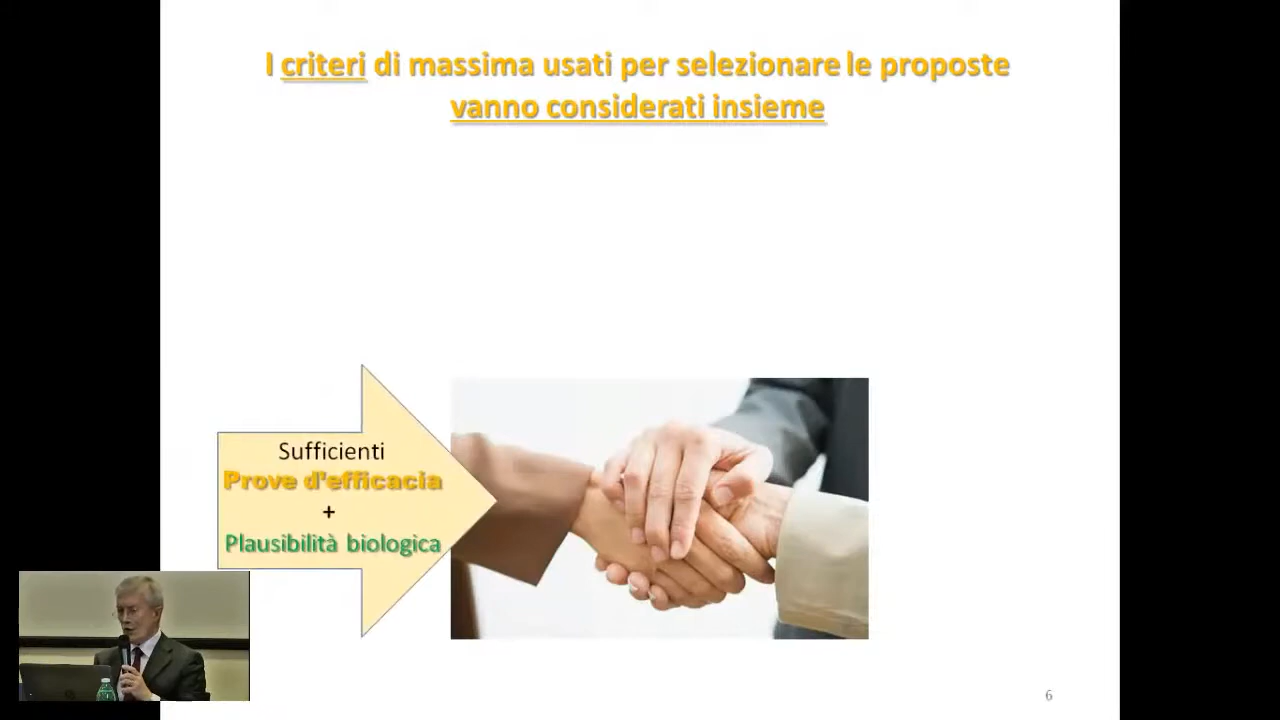 I criteri di massima usati per selezionare le proposte
vanno considerati insieme
Sufficienti
Prove d'efficacia
+
Plausibilità biologica
6